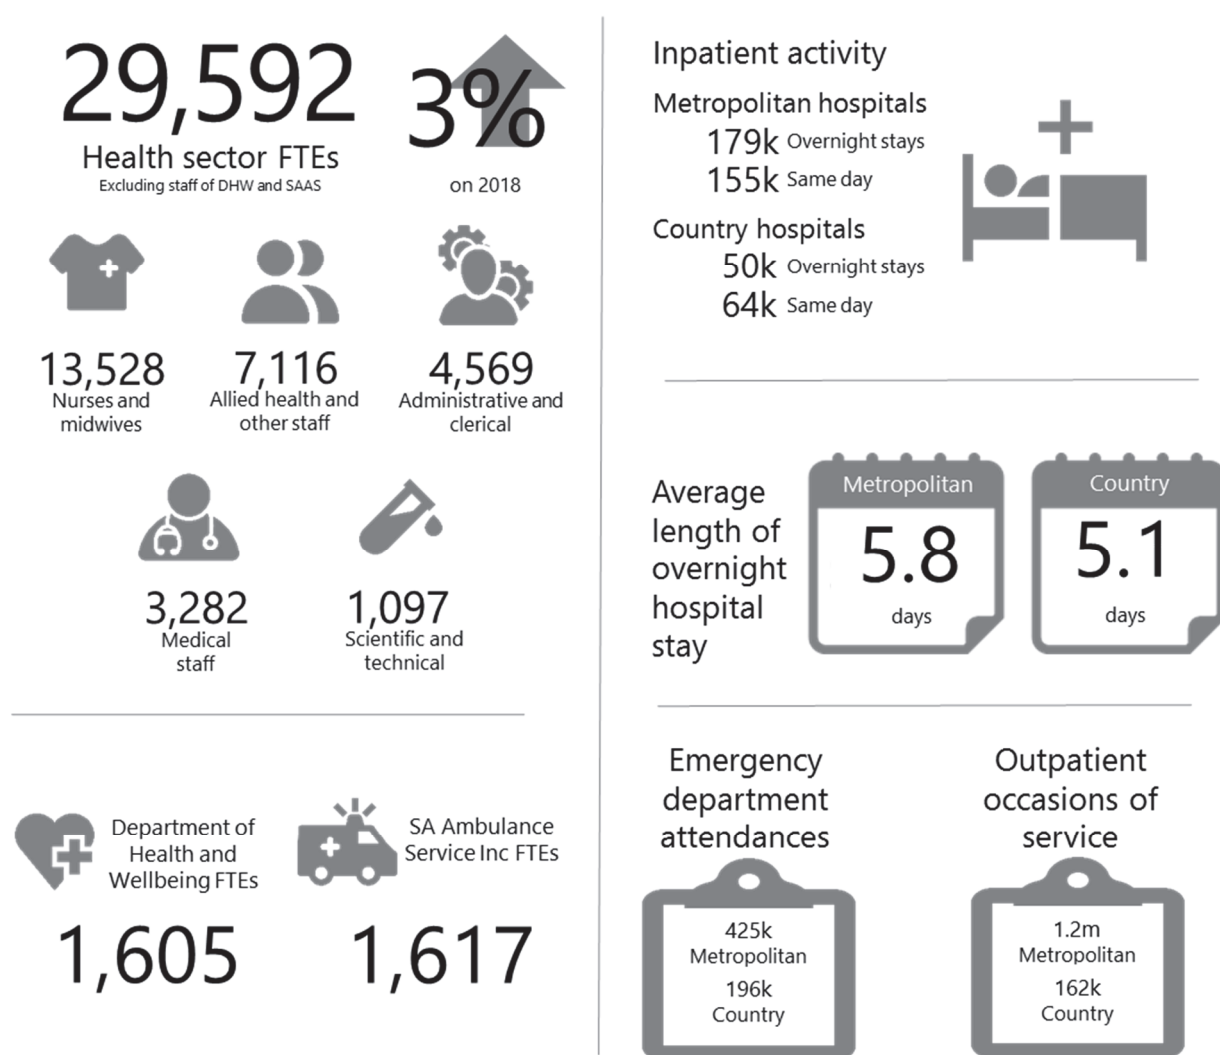 29,592
Health sector FTEs
Excluding staff of DHW and SAAS
3%
on 2018
13,528
Nurses and
midwives
7,116
Allied health and
other staff
4,569
Administrative and
clerical
3,282
Medical
staff
1,097
Scientific and
technical
Department of
Health and
Wellbeing FTEs
1,605
SA Ambulance
Service Inc FTEs
1,617
Inpatient activity
Metropolitan hospitals
179k Overnight stays
155k Same day
Country hospitals
50k Overnight stays
64k Same day
Average
length of
overnight
hospital
stay
Metropolitan
5.8
days
Country
5.1
days
Emergency
department
attendances
425k
Metropolitan
196k
Country
Outpatient
occasions of
service
1.2m
Metropolitan
162k
Country